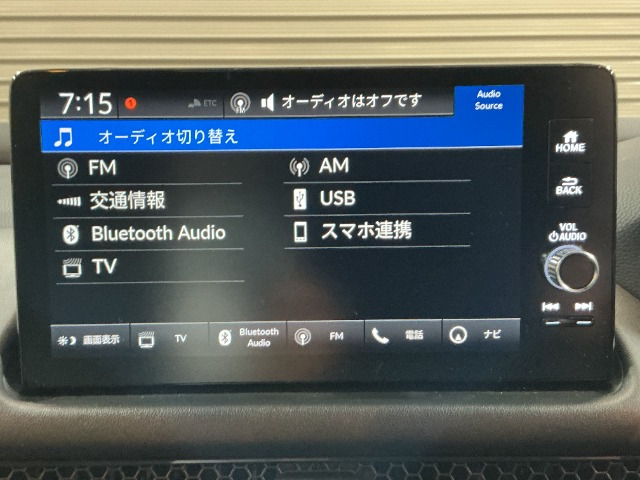 7:15 1 ETC FM オーディオはオフです Audio
Source
オーディオ切り替え
FM AM
交通情報 USB
Bluetooth Audio スマホ連携
TV
画面表示 TV Bluetooth
Audio FM 電話 ナビ
HOME
BACK
VOL
AUDIO